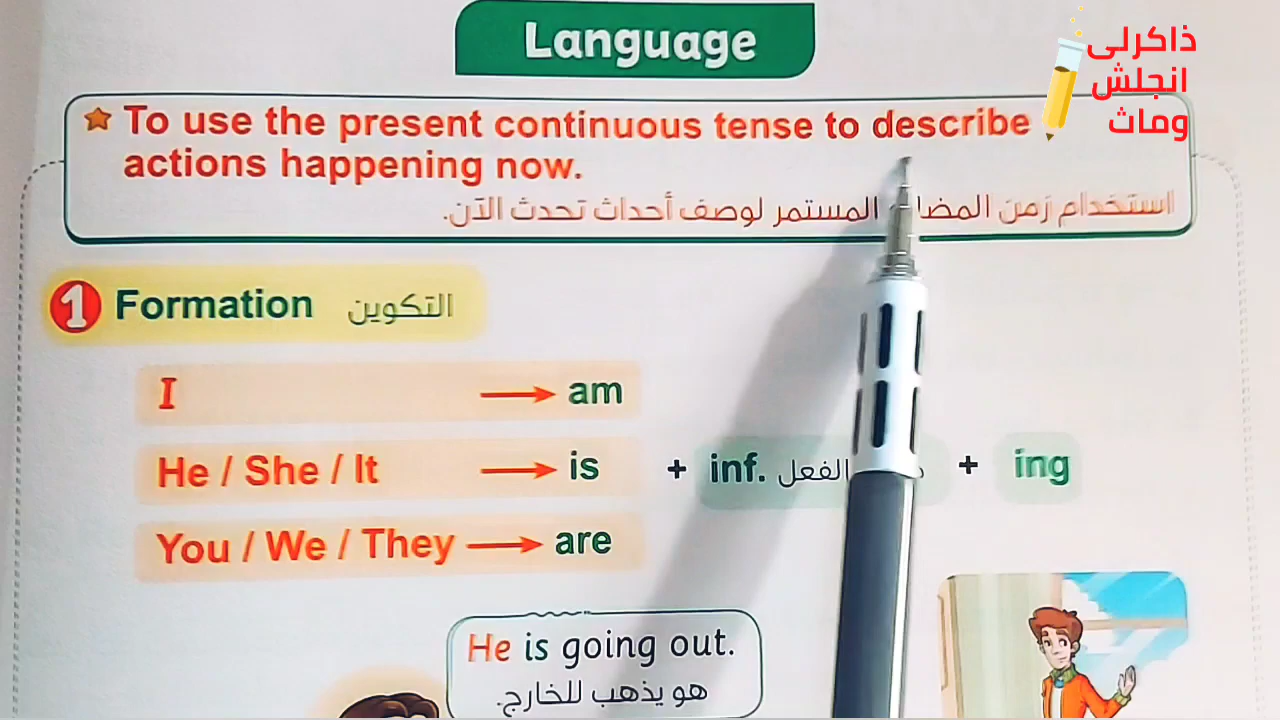 Language
ذاكرلى
انجلش
وماث
To use the present continuous tense to describe
actions happening now.
استخدام زمن المستمر لوصف أحداث تحدث الآن.
1 Formation التكوين
I → am
He / She / It → is + inf. الفعل + ing
You / We / They → are
He is going out.
هو يذهب للخارج.